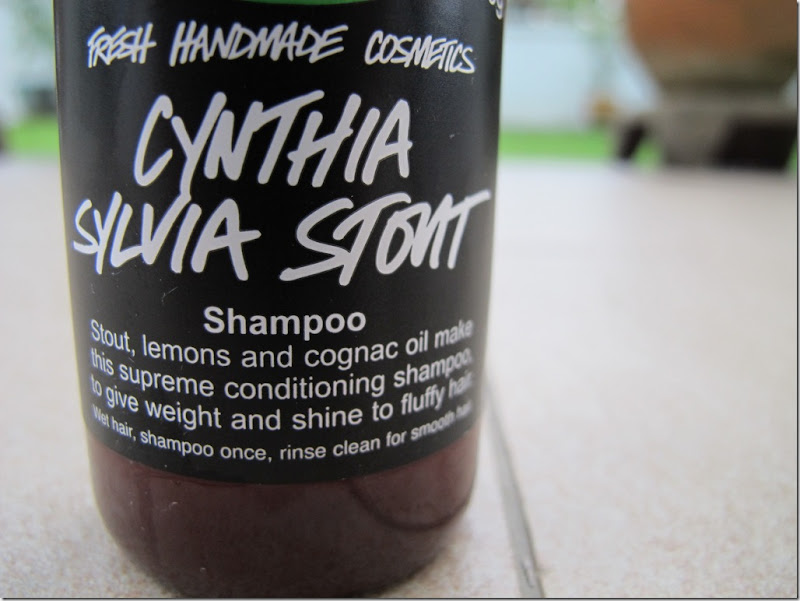 FRESH HANDMADE COSMETICS
CYNTHIA
SYLVIA STOUT
Shampoo
Stout, lemons and cognac oil make
this supreme conditioning shampoo,
to give weight and shine to fluffy hair.
Wet hair, shampoo once, rinse clean for smooth hair.